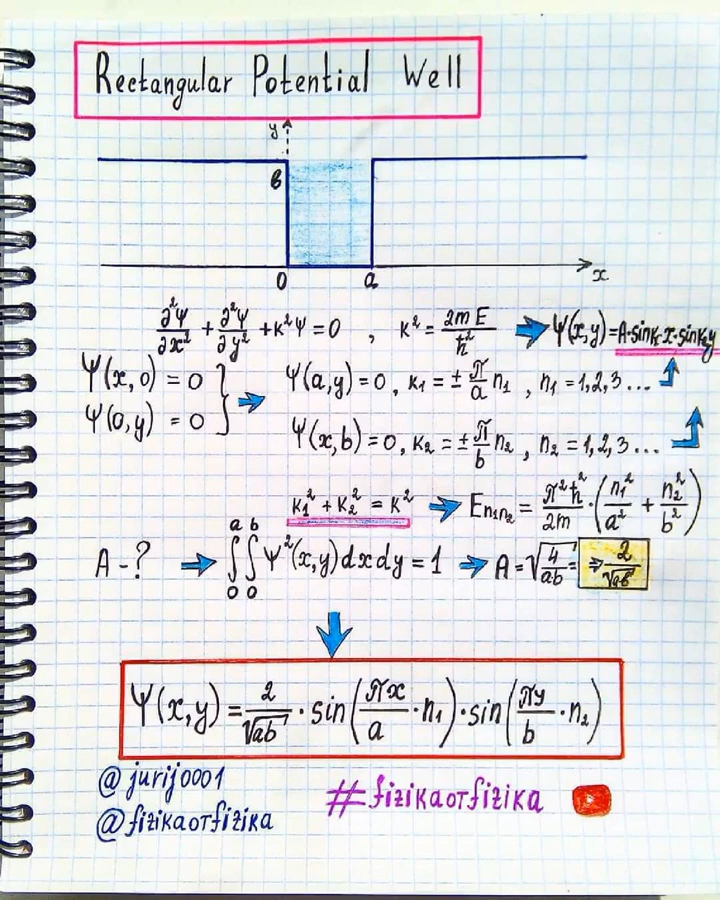 Rectangular Potential Well
y
b
0 a x
∂²Ψ/∂x² + ∂²Ψ/∂y² + k²Ψ = 0 , k² = 2mE/ħ² ➡ Ψ(x,y) = A·sink₁x·sink₂y
Ψ(x,0) = 0
Ψ(0,y) = 0
➡ Ψ(a,y) = 0, k₁ = ± π/a n₁ , n₁ = 1,2,3 ...
Ψ(x,b) = 0, k₂ = ± π/b n₂ , n₂ = 1,2,3 ...
k₁² + k₂² = k² ➡ En₁n₂ = π²ħ²/2m · (n₁²/a² + n₂²/b²)
A - ? ➡ ∫₀ᵃ∫₀ᵇ Ψ²(x,y)dxdy = 1 ➡ A = √(4/ab) = ⇒ 2/√ab
Ψ(x,y) = 2/√ab · sin(πx/a · n₁) · sin(πy/b · n₂)
@jurij0001
@fizikaотfizika
#fizikaотfizika